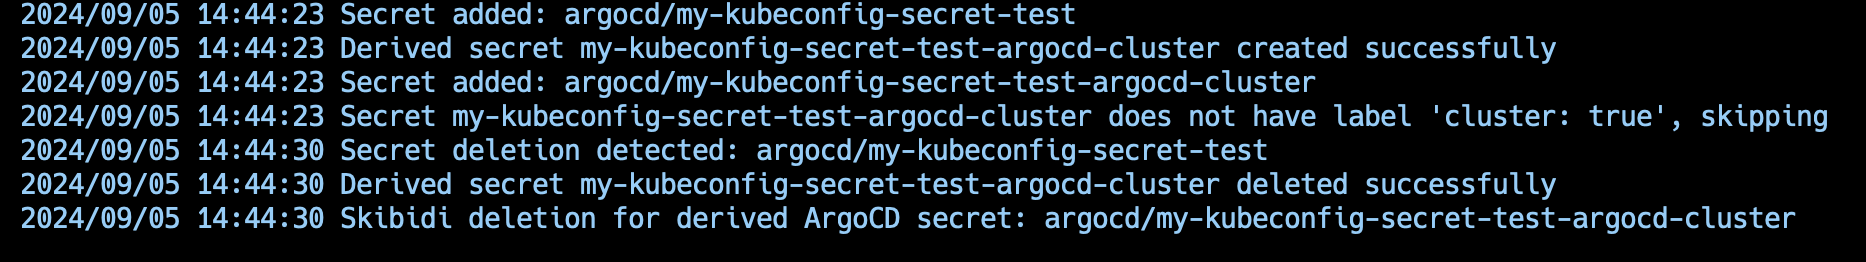 2024/09/05 14:44:23 Secret added: argocd/my-kubeconfig-secret-test
2024/09/05 14:44:23 Derived secret my-kubeconfig-secret-test-argocd-cluster created successfully
2024/09/05 14:44:23 Secret added: argocd/my-kubeconfig-secret-test-argocd-cluster
2024/09/05 14:44:23 Secret my-kubeconfig-secret-test-argocd-cluster does not have label 'cluster: true', skipping
2024/09/05 14:44:30 Secret deletion detected: argocd/my-kubeconfig-secret-test
2024/09/05 14:44:30 Derived secret my-kubeconfig-secret-test-argocd-cluster deleted successfully
2024/09/05 14:44:30 Skibidi deletion for derived ArgoCD secret: argocd/my-kubeconfig-secret-test-argocd-cluster